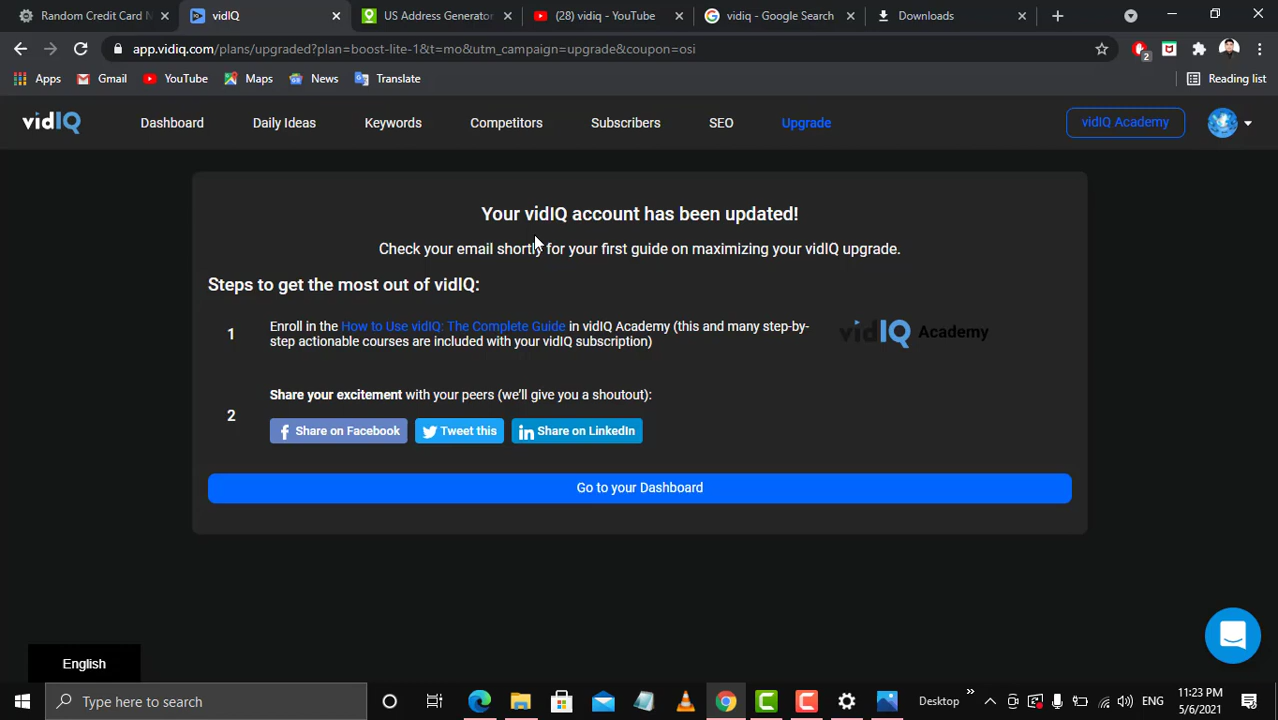 Random Credit Card N
vidIQ
US Address Generator
(28) vidiq - YouTube
vidiq - Google Search
Downloads
app.vidiq.com/plans/upgraded?plan=boost-lite-1&t=mo&utm_campaign=upgrade&coupon=osi
2
Apps
Gmail
YouTube
Maps
News
Translate
Reading list
vidIQ
Dashboard
Daily Ideas
Keywords
Competitors
Subscribers
SEO
Upgrade
vidIQ Academy
Your vidIQ account has been updated!
Check your email shortly for your first guide on maximizing your vidIQ upgrade.
Steps to get the most out of vidIQ:
1
Enroll in the How to Use vidIQ: The Complete Guide in vidIQ Academy (this and many step-by-
step actionable courses are included with your vidIQ subscription)
vidIQ Academy
2
Share your excitement with your peers (we'll give you a shoutout):
Share on Facebook
Tweet this
Share on LinkedIn
Go to your Dashboard
English
Type here to search
Desktop
ENG
11:23 PM
5/6/2021